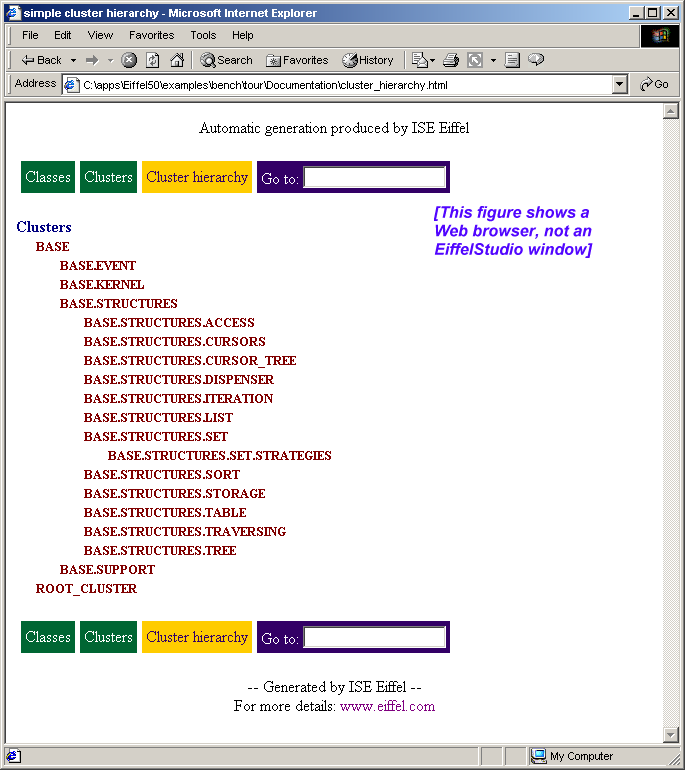 simple cluster hierarchy - Microsoft Internet Explorer
File Edit View Favorites Tools Help
Back Search Favorites History
Address C:\apps\Eiffel50\examples\bench\tour\Documentation\cluster_hierarchy.html Go
Automatic generation produced by ISE Eiffel
Classes Clusters Cluster hierarchy Go to:
[This figure shows a
Web browser, not an
EiffelStudio window]
Clusters
BASE
BASE.EVENT
BASE.KERNEL
BASE.STRUCTURES
BASE.STRUCTURES.ACCESS
BASE.STRUCTURES.CURSORS
BASE.STRUCTURES.CURSOR_TREE
BASE.STRUCTURES.DISPENSER
BASE.STRUCTURES.ITERATION
BASE.STRUCTURES.LIST
BASE.STRUCTURES.SET
BASE.STRUCTURES.SET.STRATEGIES
BASE.STRUCTURES.SORT
BASE.STRUCTURES.STORAGE
BASE.STRUCTURES.TABLE
BASE.STRUCTURES.TRAVERSING
BASE.STRUCTURES.TREE
BASE.SUPPORT
ROOT_CLUSTER
Classes Clusters Cluster hierarchy Go to:
-- Generated by ISE Eiffel --
For more details: www.eiffel.com
My Computer